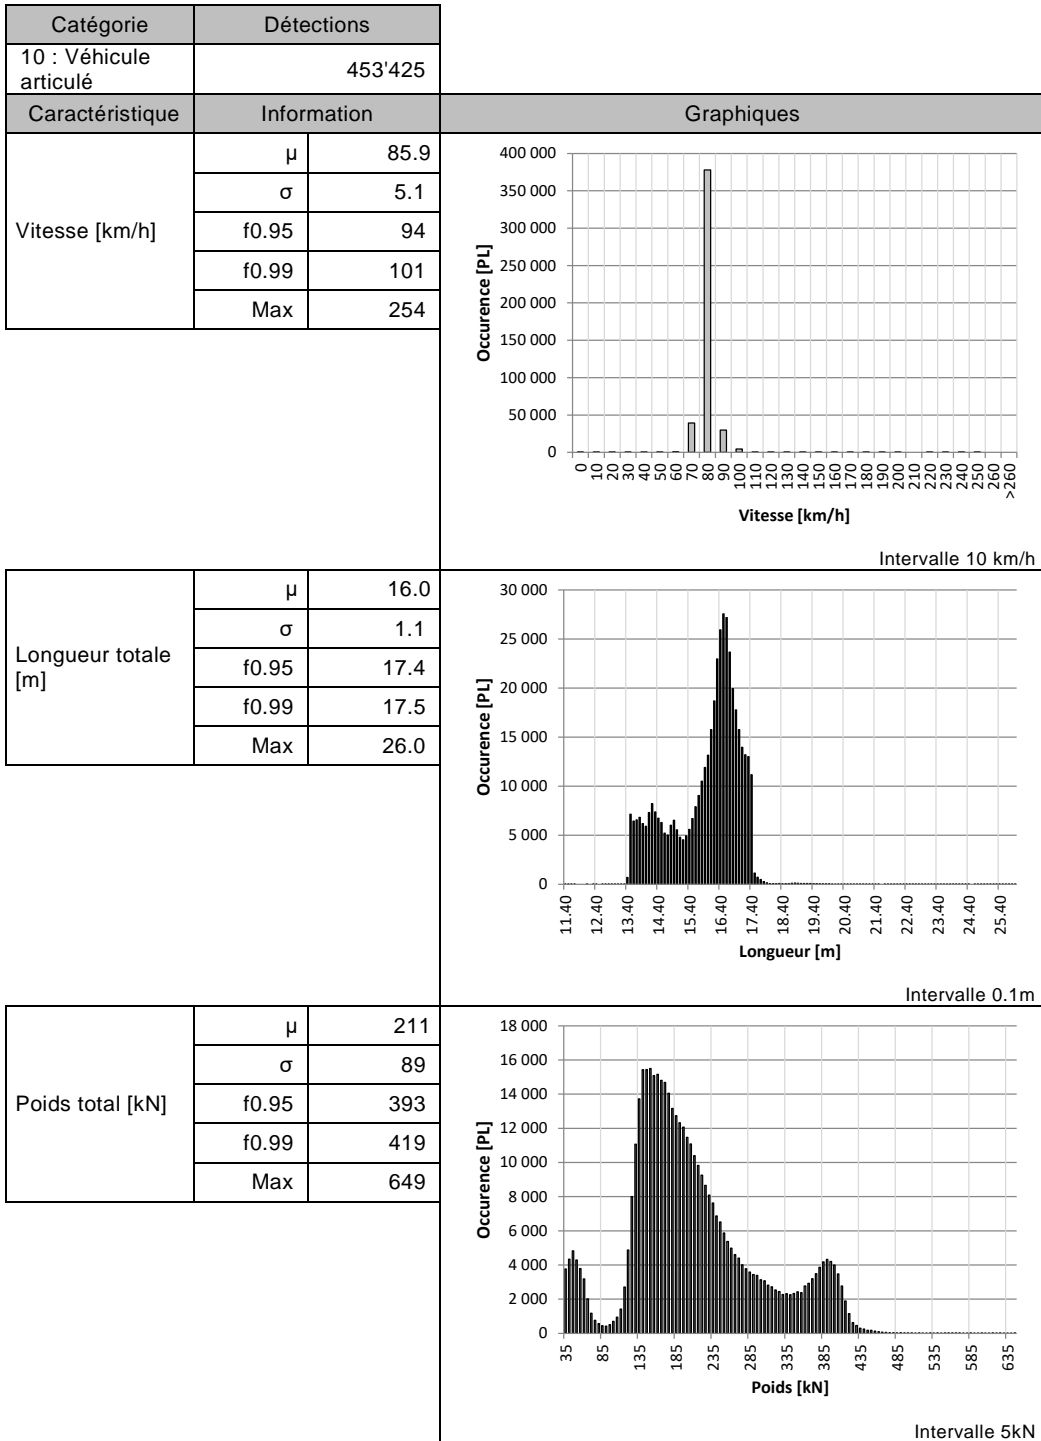 Catégorie Détections
10 : Véhicule
articulé
453'425
Caractéristique Information Graphiques
Vitesse [km/h]
µ 85.9
σ 5.1
f0.95 94
f0.99 101
Max 254
400 000
350 000
300 000
250 000
200 000
150 000
100 000
50 000
0
Occurence [PL]
0 10 20 30 40 50 60 70 80 90 100 110 120 130 140 150 160 170 180 190 200 210 220 230 240 250 260 >260
Vitesse [km/h]
Intervalle 10 km/h
Longueur totale
[m]
µ 16.0
σ 1.1
f0.95 17.4
f0.99 17.5
Max 26.0
30 000
25 000
20 000
15 000
10 000
5 000
0
Occurence [PL]
11.40 12.40 13.40 14.40 15.40 16.40 17.40 18.40 19.40 20.40 21.40 22.40 23.40 24.40 25.40
Longueur [m]
Intervalle 0.1m
Poids total [kN]
µ 211
σ 89
f0.95 393
f0.99 419
Max 649
18 000
16 000
14 000
12 000
10 000
8 000
6 000
4 000
2 000
0
Occurence [PL]
35 85 135 185 235 285 335 385 435 485 535 585 635
Poids [kN]
Intervalle 5kN